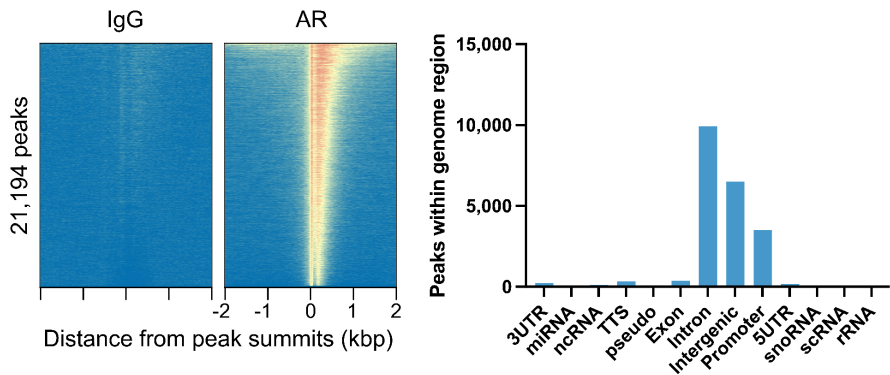 IgG
AR
21,194 peaks
-2 -1 0 1 2
Distance from peak summits (kbp)
Peaks within genome region
15,000
10,000
5,000
0
3UTR
miRNA
ncRNA
TTS
pseudo
Exon
Intron
Intergenic
Promoter
5UTR
snoRNA
scRNA
rRNA